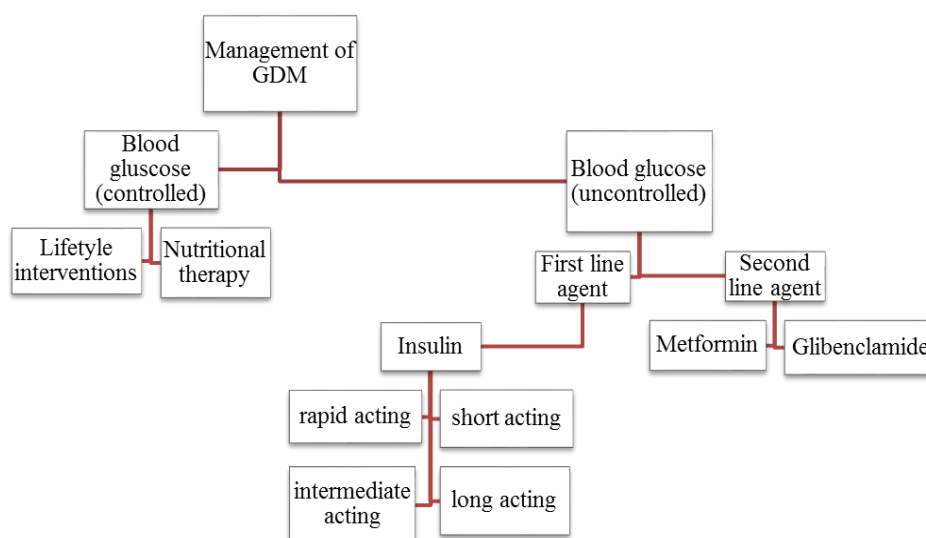 Management of
GDM
Blood
gluscose
(controlled)
Blood glucose
(uncontrolled)
Lifetyle
interventions
Nutritional
therapy
First line
agent
Second
line agent
Insulin
Metformin
Glibenclamide
rapid acting
short acting
intermediate
acting
long acting